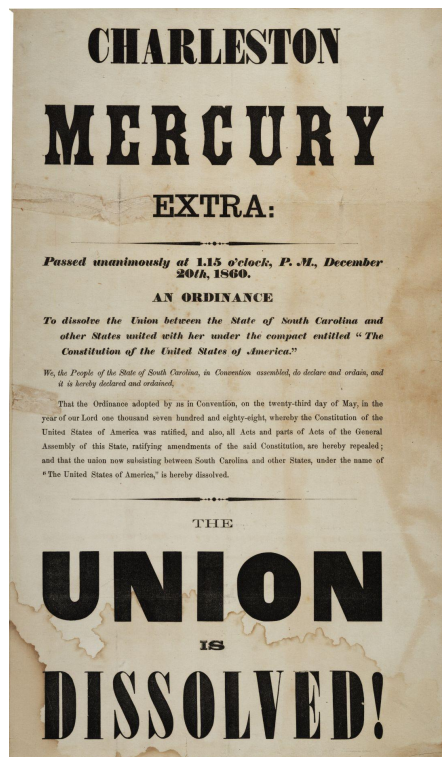 CHARLESTON
MERCURY
EXTRA:
Passed unanimously at 1.15 o'clock, P. M., December
20th, 1860.
AN ORDINANCE
To dissolve the Union between the State of South Carolina and
other States united with her under the compact entitled “ The
Constitution of the United States of America.”
We, the People of the State of South Carolina, in Convention assembled, do declare and ordain, and
it is hereby declared and ordained,
That the Ordinance adopted by us in Convention, on the twenty-third day of May, in the
year of our Lord one thousand seven hundred and eighty-eight, whereby the Constitution of the
United States of America was ratified, and also, all Acts and parts of Acts of the General
Assembly of this State, ratifying amendments of the said Constitution, are hereby repealed;
and that the union now subsisting between South Carolina and other States, under the name of
“The United States of America,” is hereby dissolved.
THE
UNION
IS
DISSOLVED!